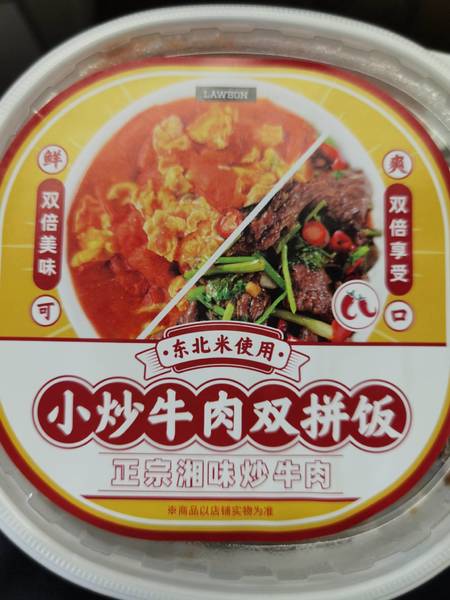 LAWSON
鲜
双倍美味
可
爽
双倍享受
口
·东北米使用·
小炒牛肉双拼饭
正宗湘味炒牛肉
※商品以店铺实物为准